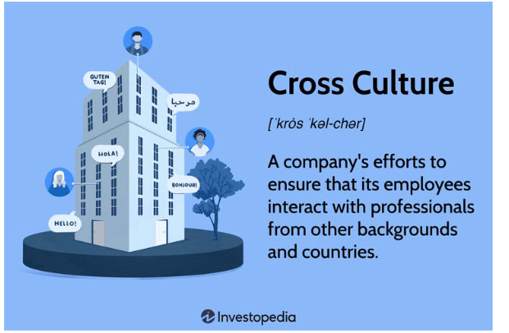 GUTEN
TAG!
مرحبا
HOLA!
BONJOUR!
HELLO!
Cross Culture
[ˈkrȯs ˈkəl-chər]
A company's efforts to
ensure that its employees
interact with professionals
from other backgrounds
and countries.
Investopedia